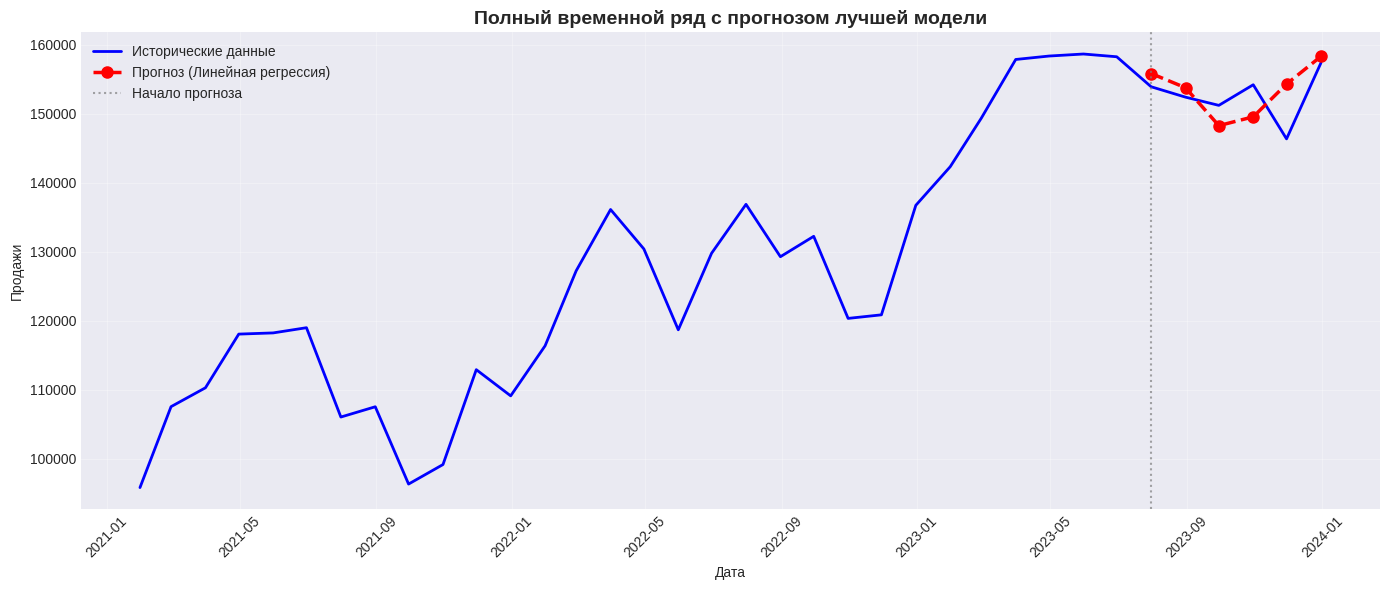 Полный временной ряд с прогнозом лучшей модели
Исторические данные
Прогноз (Линейная регрессия)
Начало прогноза
160000
150000
140000
130000
120000
110000
100000
Продажи
2021-01
2021-05
2021-09
2022-01
2022-05
2022-09
2023-01
2023-05
2023-09
2024-01
Дата